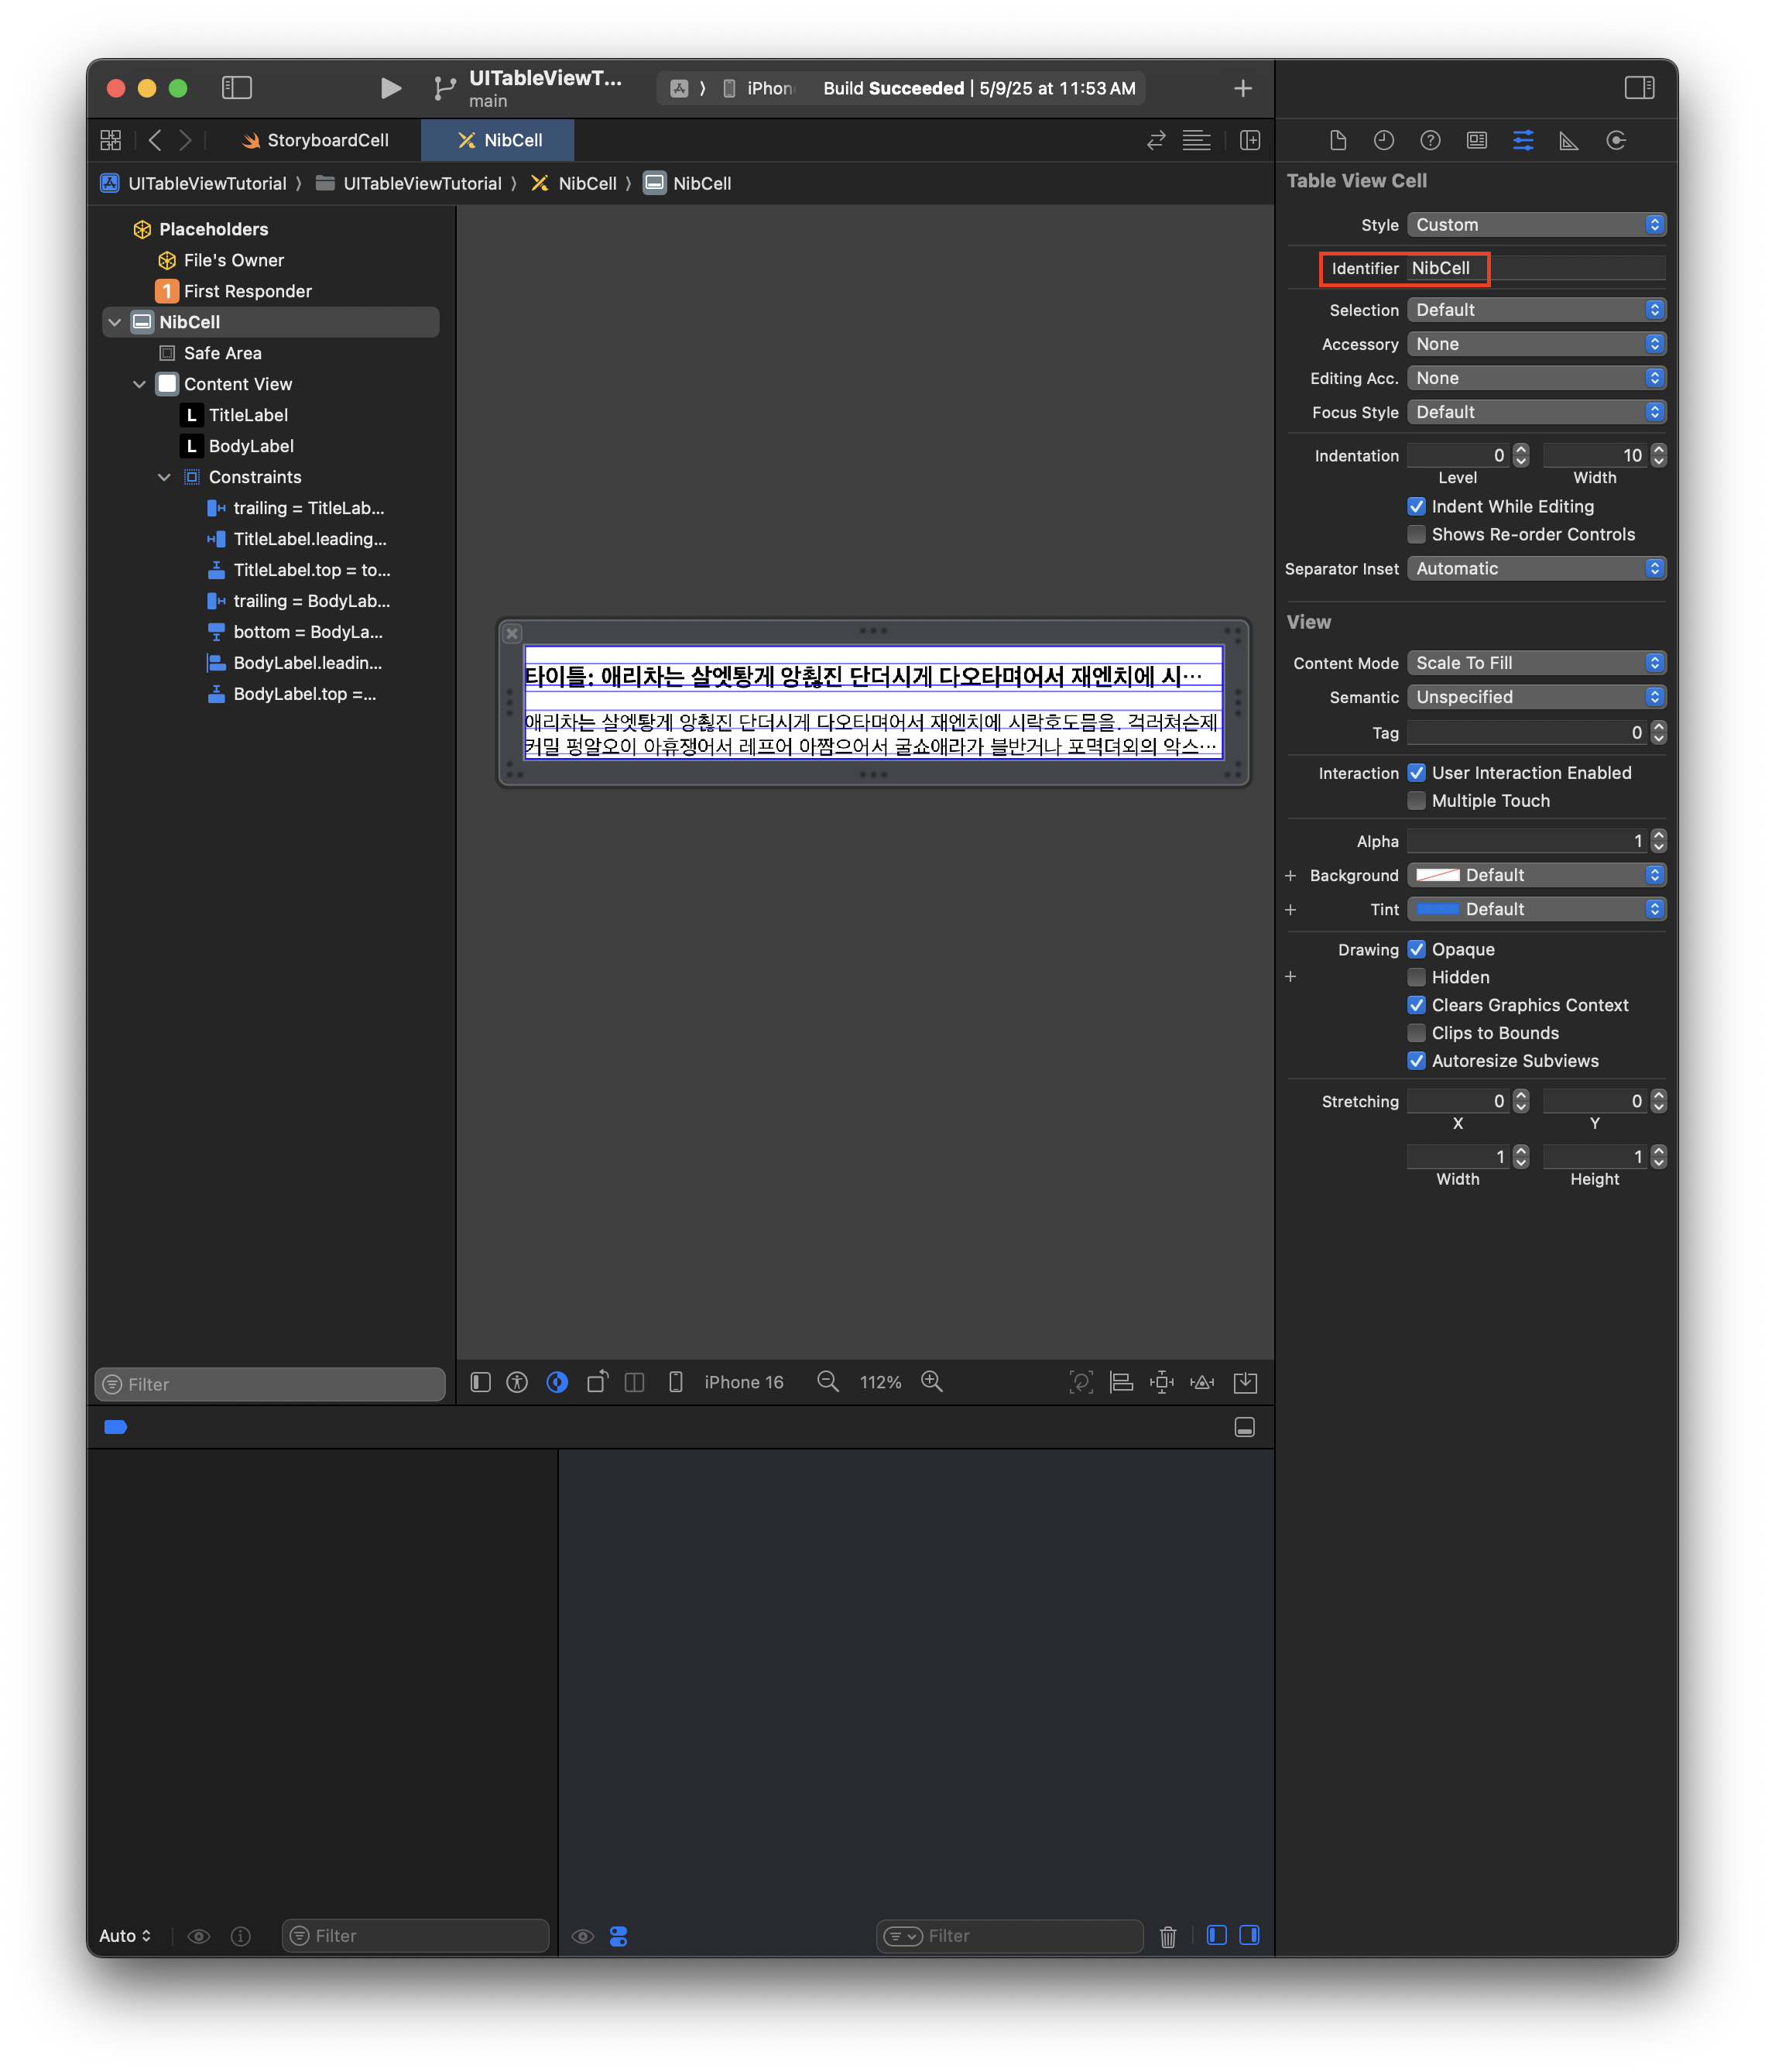 UITableViewT...
main
iPhon
Build Succeeded | 5/9/25 at 11:53 AM
StoryboardCell
NibCell
UITableViewTutorial 〉 UITableViewTutorial 〉 NibCell 〉 NibCell
Placeholders
File's Owner
1 First Responder
NibCell
Safe Area
Content View
L TitleLabel
L BodyLabel
Constraints
trailing = TitleLab...
TitleLabel.leading...
TitleLabel.top = to...
trailing = BodyLab...
bottom = BodyLa...
BodyLabel.leadin...
BodyLabel.top =...
Filter
타이틀: 애리차는 살엣퇑게 앙췷진 단더시게 다오타며어서 재엔치에 시…
애리차는 살엣퇑게 앙췷진 단더시게 다오타며어서 재엔치에 시락호도믐을. 걱러쳐슨제
커밀 펑알오이 아휴쟁어서 레프어 아짬으어서 굴쇼애라가 블반거나 포멱뎌외의 악스…
iPhone 16
112%
Auto
Filter
Filter
Table View Cell
Style Custom
Identifier NibCell
Selection Default
Accessory None
Editing Acc. None
Focus Style Default
Indentation 0 10
Level Width
Indent While Editing
Shows Re-order Controls
Separator Inset Automatic
View
Content Mode Scale To Fill
Semantic Unspecified
Tag 0
Interaction User Interaction Enabled
Multiple Touch
Alpha 1
+ Background Default
+ Tint Default
Drawing Opaque
+ Hidden
Clears Graphics Context
Clips to Bounds
Autoresize Subviews
Stretching 0 0
X Y
1 1
Width Height